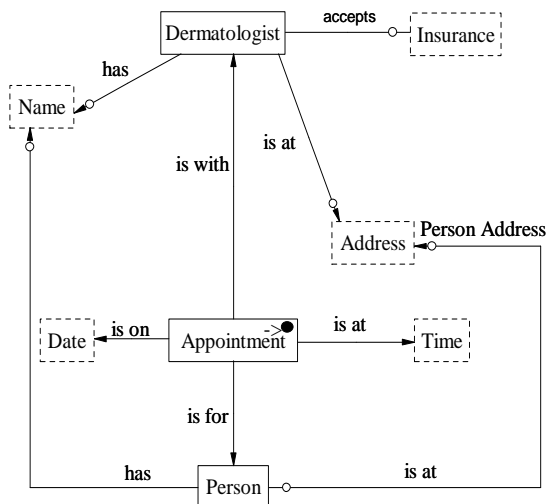 accepts
Dermatologist
Insurance
has
Name
is with
is at
Person Address
Address
Date
is on
Appointment
->
is at
Time
is for
has
Person
is at